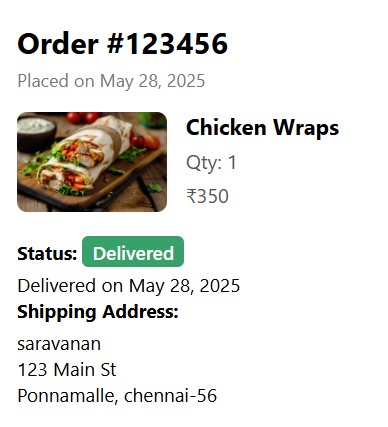 Order #123456
Placed on May 28, 2025
Chicken Wraps
Qty: 1
₹350
Status: Delivered
Delivered on May 28, 2025
Shipping Address:
saravanan
123 Main St
Ponnamalle, chennai-56